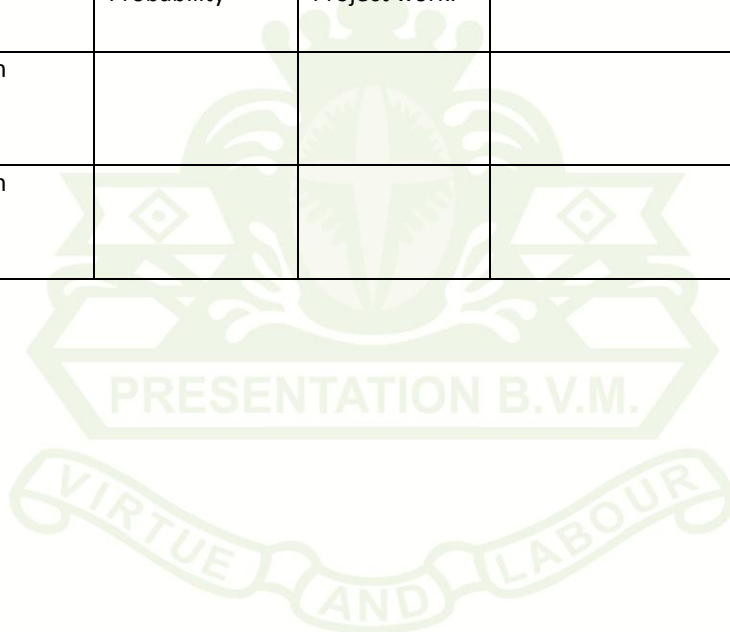 Probability Project work.
PRESENTATION B.V.M.
VIRTUE
AND
LABOUR